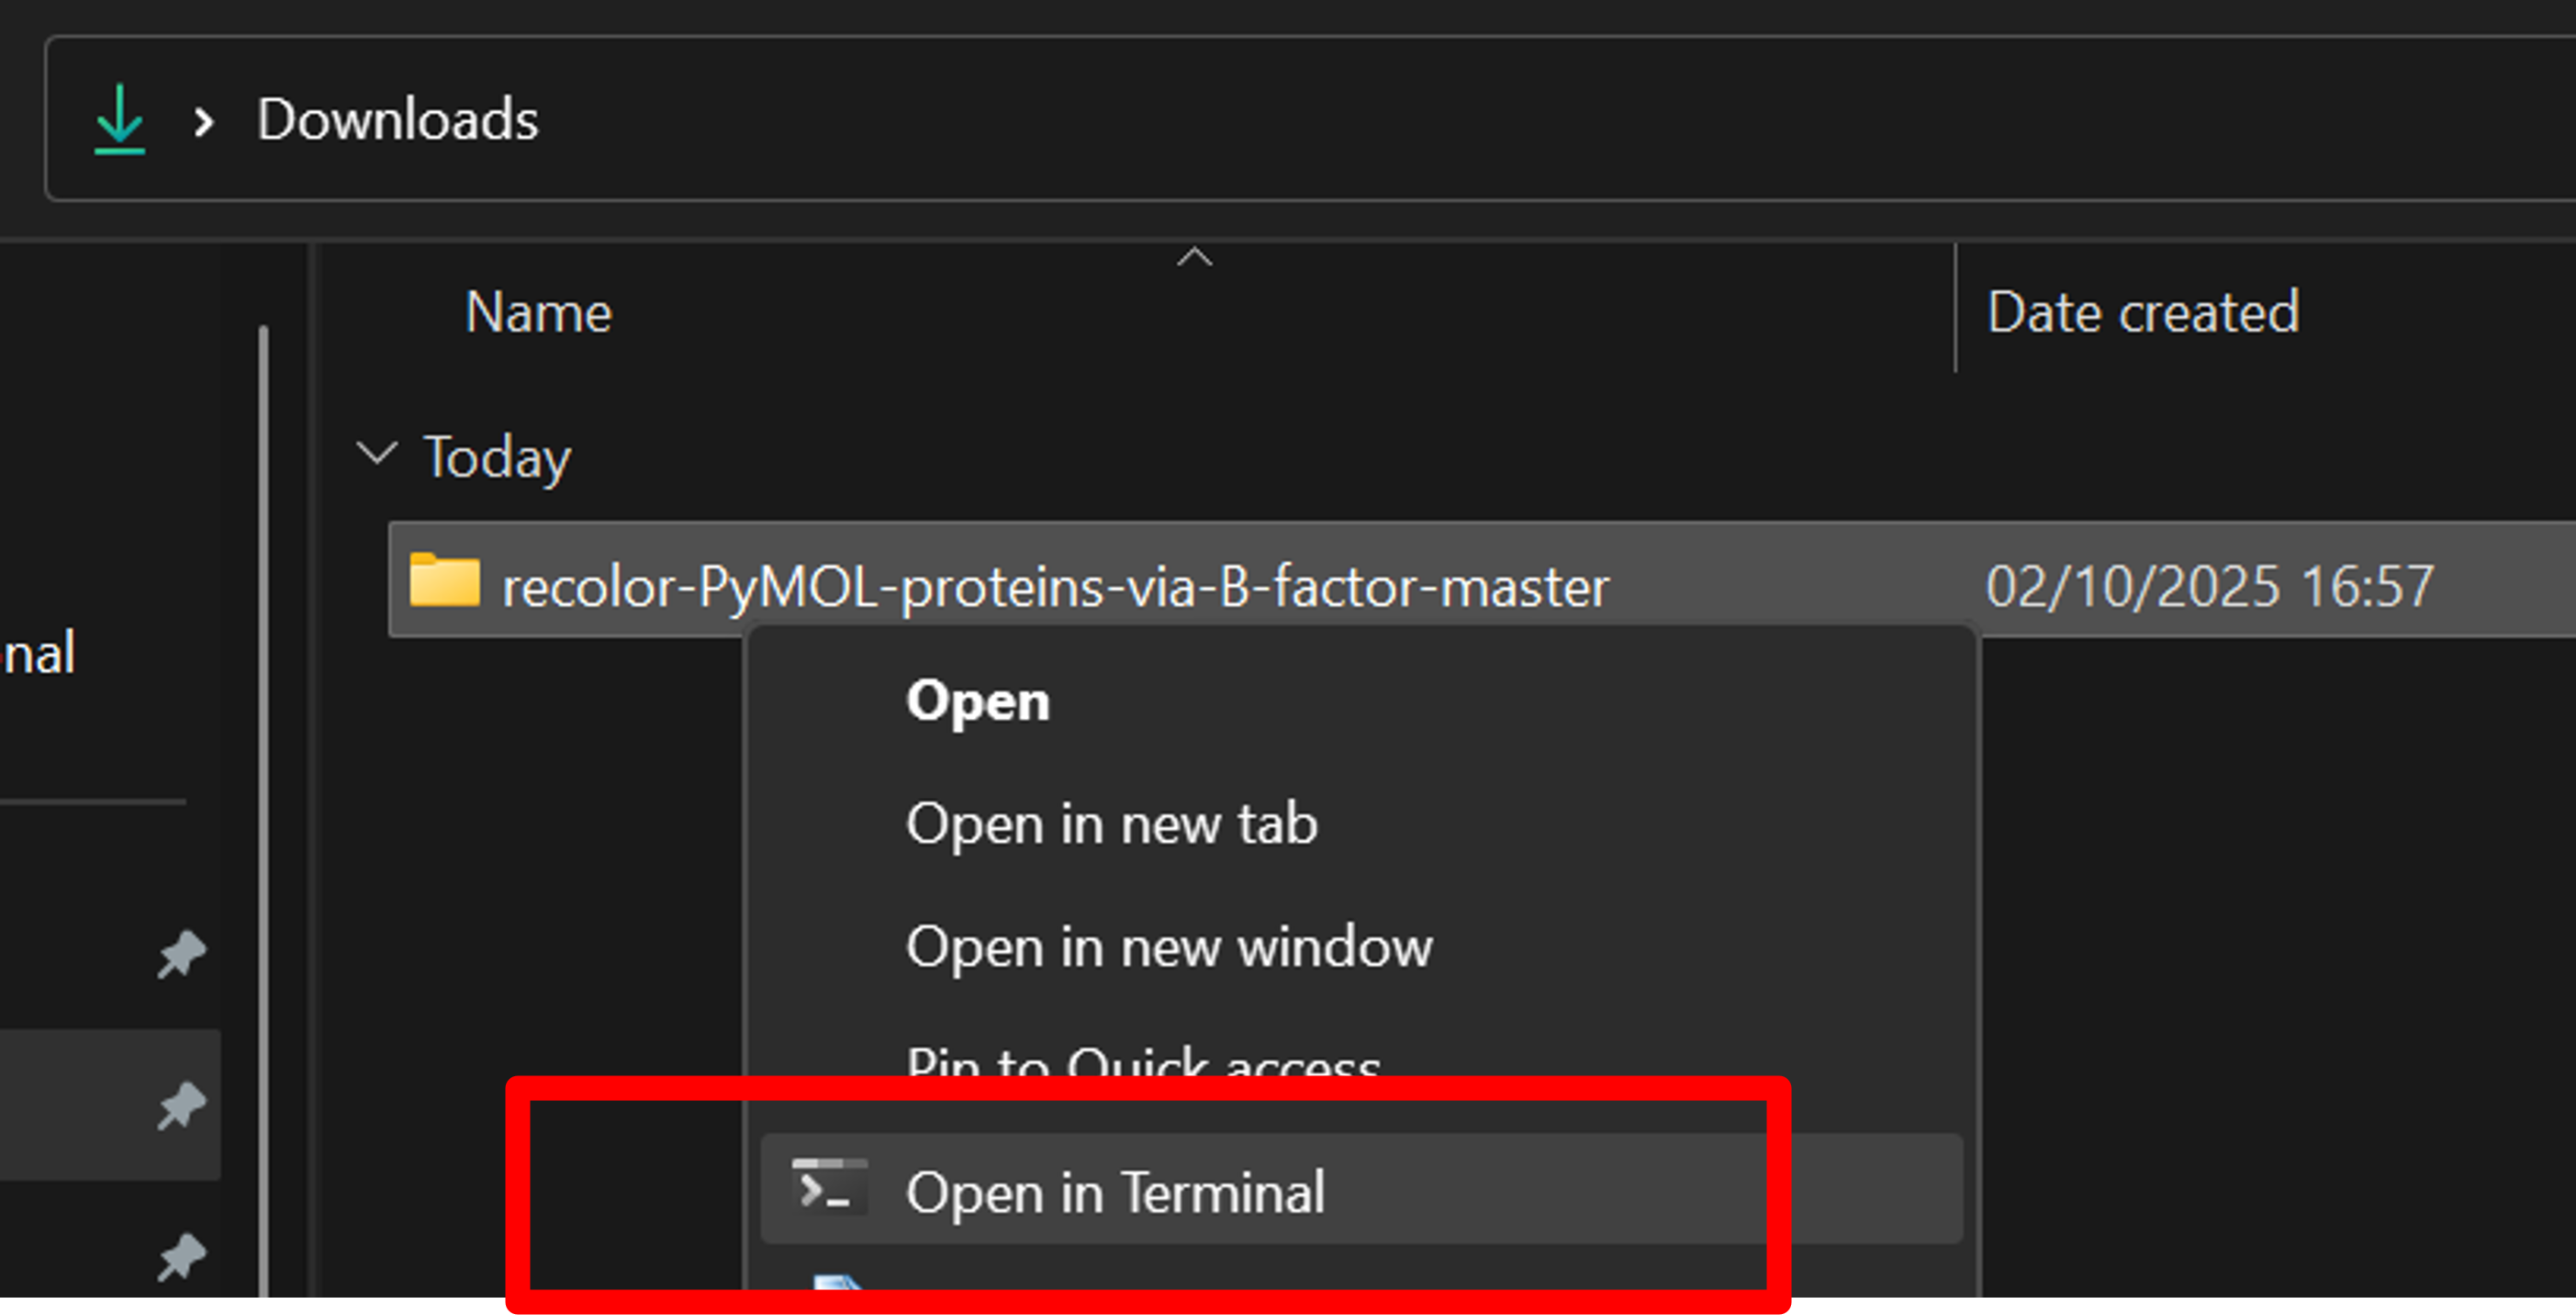 Downloads
Name Date created
Today
recolor-PyMOL-proteins-via-B-factor-master 02/10/2025 16:57
nal
Open
Open in new tab
Open in new window
Pin to Quick access
Open in Terminal